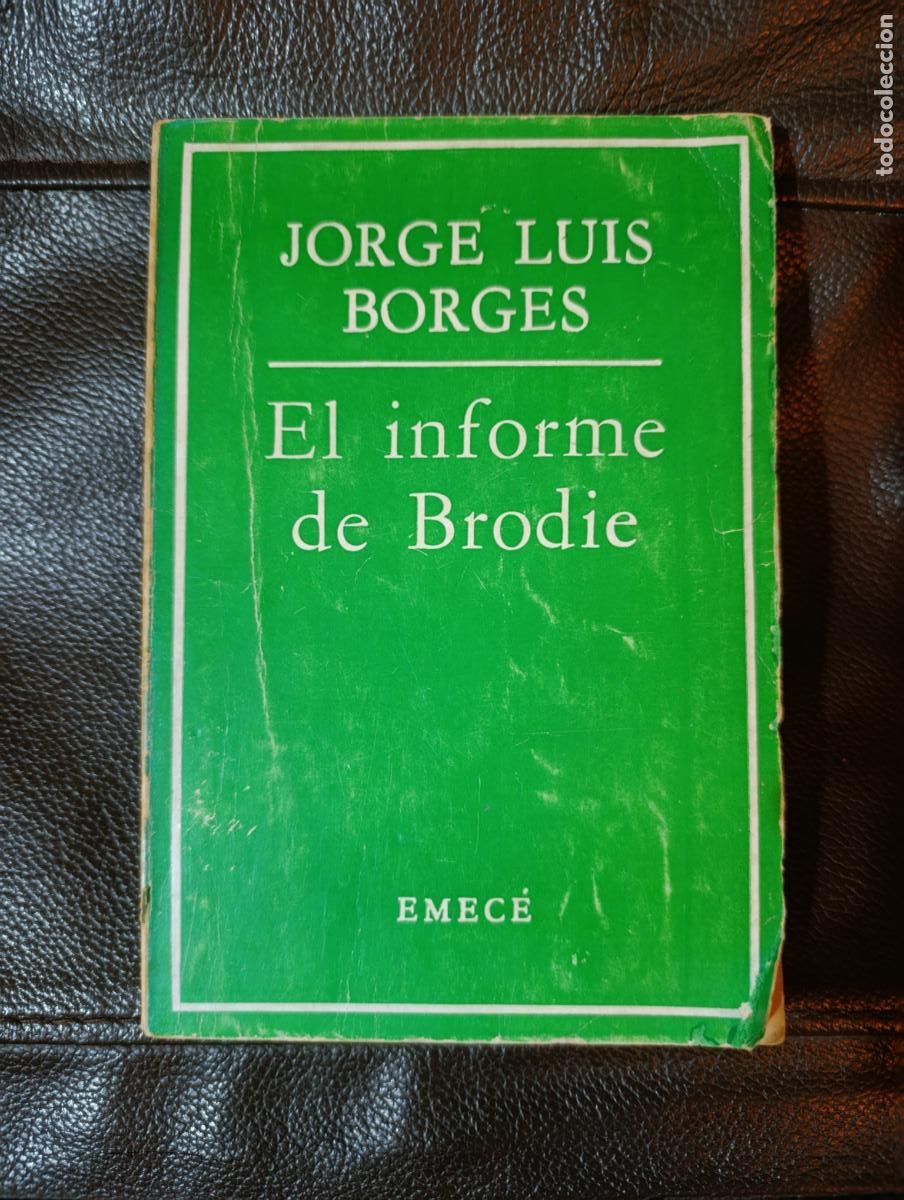 JORGE LUIS
BORGES
El informe
de Brodie
EMECÉ
todocoleccion